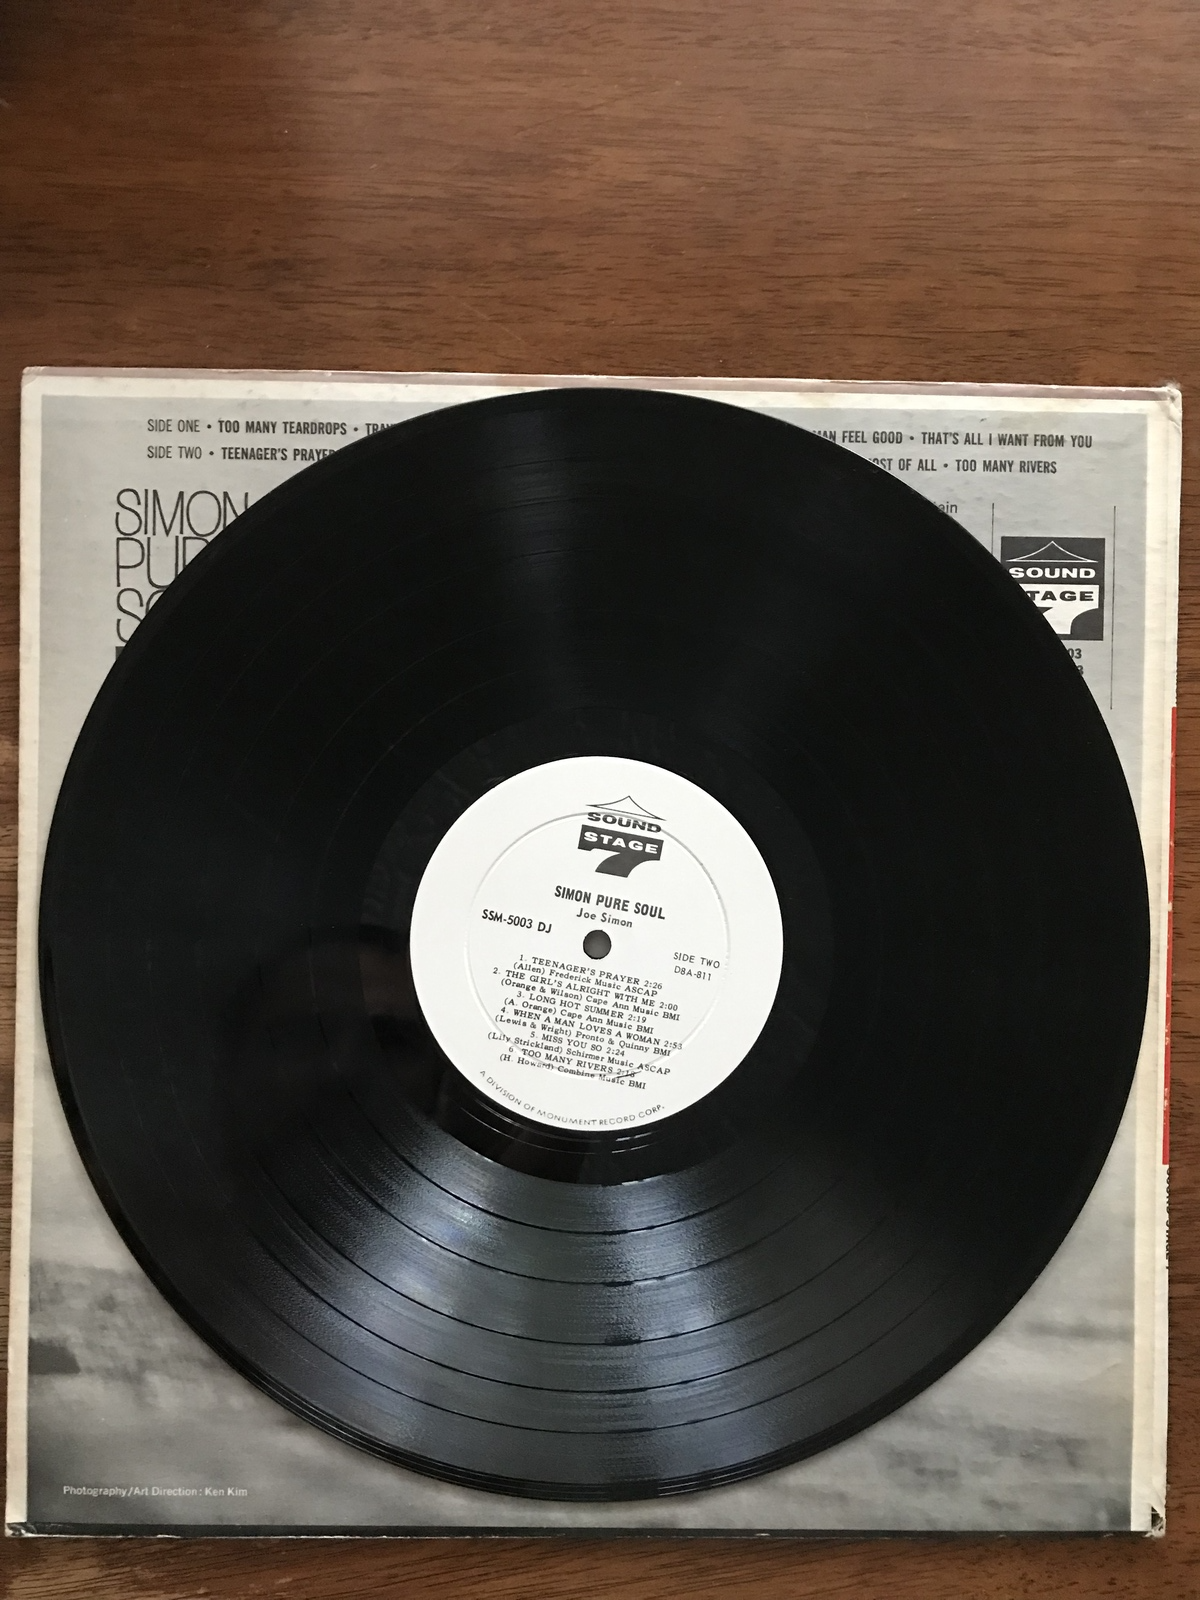 SIDE ONE • TOO MANY TEARDROPS •
MAN FEEL GOOD • THAT'S ALL I WANT FROM YOU
SIDE TWO • TEENAGER'S PRAYER
OF ALL • TOO MANY RIVERS
SIMON
SOUND
STAGE
7
SOUND
STAGE
7
SIMON PURE SOUL
Joe Simon
SSM-5003 DJ
SIDE TWO
D8A-811
1. TEENAGER'S PRAYER 2:26
(Allen) Frederick Music ASCAP
2. THE GIRL'S ALRIGHT WITH ME 2:00
(Orange & Wilson) Cape Ann Music BMI
3. LONG HOT SUMMER 2:19
(A. Orange) Cape Ann Music BMI
4. WHEN A MAN LOVES A WOMAN 2:53
(Lewis & Wright) Pronto & Quinny BMI
5. MISS YOU SO 2:24
(Lily Strickland) Schirmer Music ASCAP
6 TOO MANY RIVERS 2:18
(H. Howard) Combine Music BMI
A DIVISION OF MONUMENT RECORD CORP.
Photography/Art Direction: Ken Kim